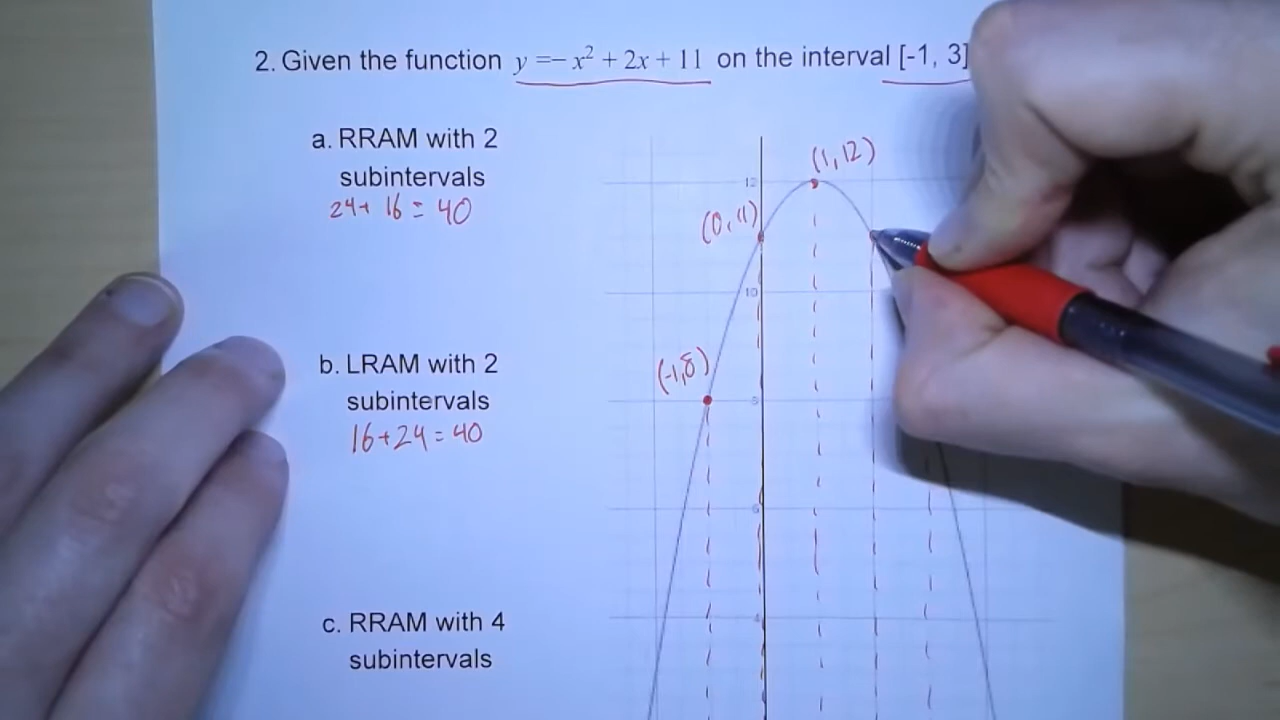 2. Given the function y = - x² + 2x + 11 on the interval [-1, 3]
a. RRAM with 2
subintervals
24+ 16 = 40
(1, 12)
12
(0, 11)
10
b. LRAM with 2
subintervals
16+24 = 40
(-1, 8)
8
6
4
c. RRAM with 4
subintervals